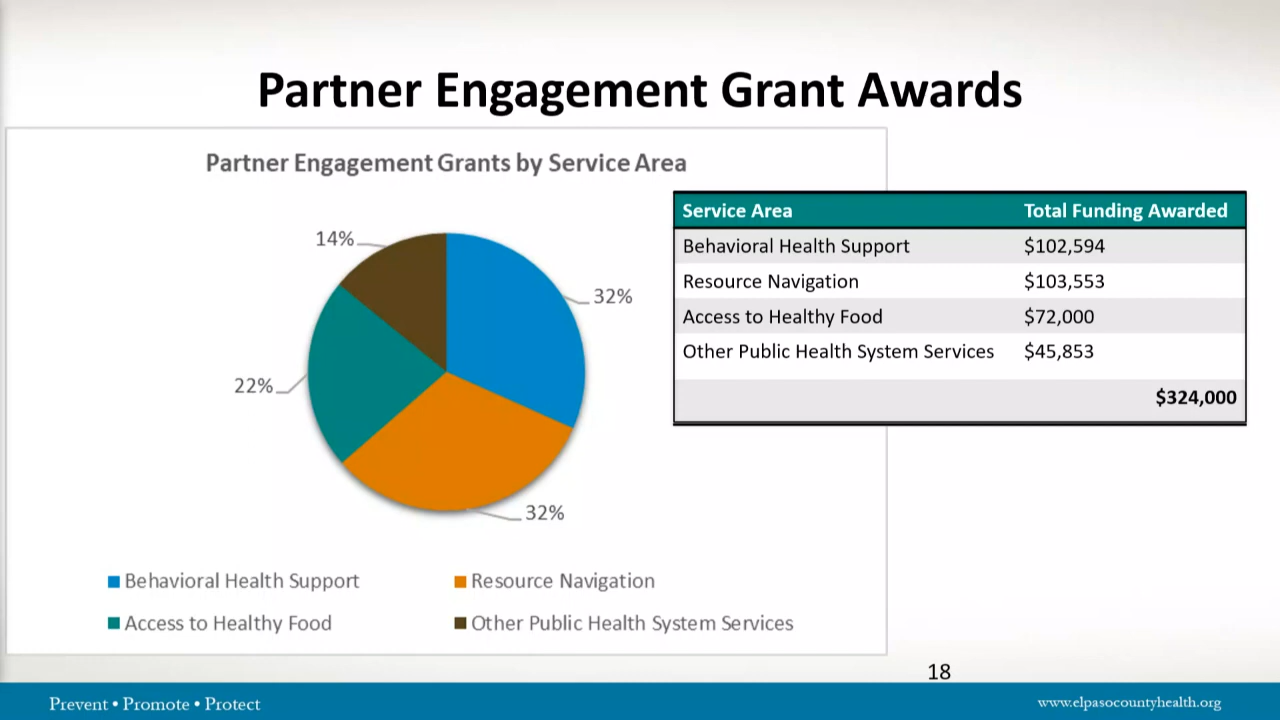 Partner Engagement Grant Awards
Partner Engagement Grants by Service Area
14%
32%
22%
32%
Behavioral Health Support
Resource Navigation
Access to Healthy Food
Other Public Health System Services
Service Area Total Funding Awarded
Behavioral Health Support $102,594
Resource Navigation $103,553
Access to Healthy Food $72,000
Other Public Health System Services $45,853
$324,000
18
Prevent • Promote • Protect
www.elpasocountyhealth.org